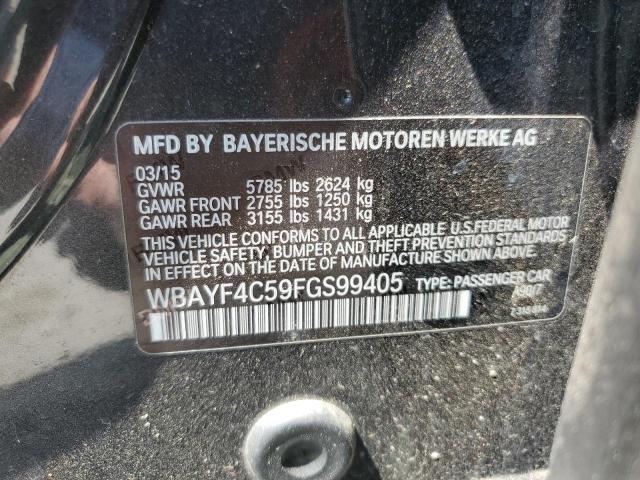 MFD BY BAYERISCHE MOTOREN WERKE AG
03/15
GVWR 5785 lbs 2624 kg
GAWR FRONT 2755 lbs 1250 kg
GAWR REAR 3155 lbs 1431 kg
THIS VEHICLE CONFORMS TO ALL APPLICABLE U.S. FEDERAL MOTOR
VEHICLE SAFETY, BUMPER AND THEFT PREVENTION STANDARDS
IN EFFECT ON THE DATE OF MANUFACTURE SHOWN ABOVE.
WBAYF4C59FGS99405 TYPE: PASSENGER CAR